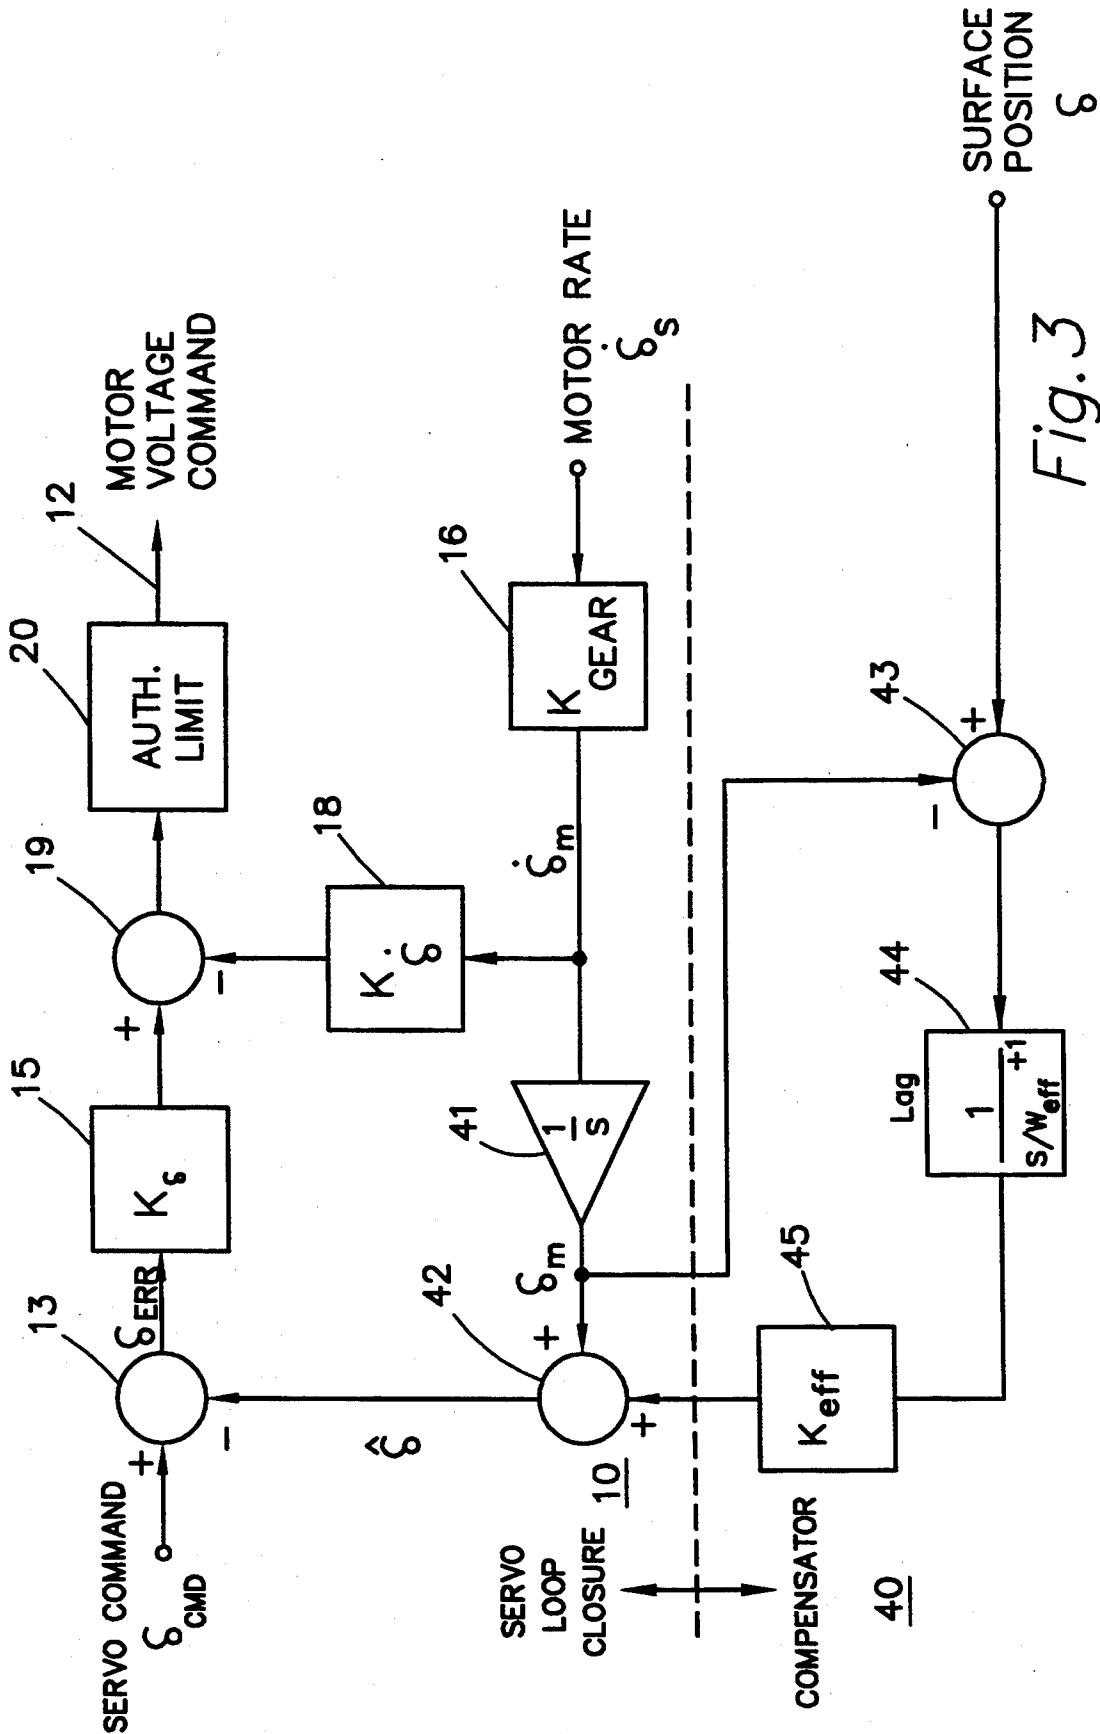 SERVO COMMAND
δCMD
+
-
13
δERR
15
Kδ
+
-
19
20
AUTH.
LIMIT
12
MOTOR
VOLTAGE
COMMAND
δ̂
18
K δ̇
SERVO
LOOP
CLOSURE
10
42
+
+
δm
41
1
s
δ̇m
16
K
GEAR
MOTOR RATE
δ̇s
COMPENSATOR
40
45
Keff
44
Lag
1
s/Weff +1
43
-
+
SURFACE
POSITION
δ
Fig.3